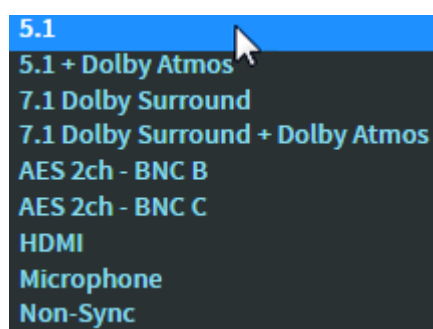 5.1
5.1 + Dolby Atmos
7.1 Dolby Surround
7.1 Dolby Surround + Dolby Atmos
AES 2ch - BNC B
AES 2ch - BNC C
HDMI
Microphone
Non-Sync